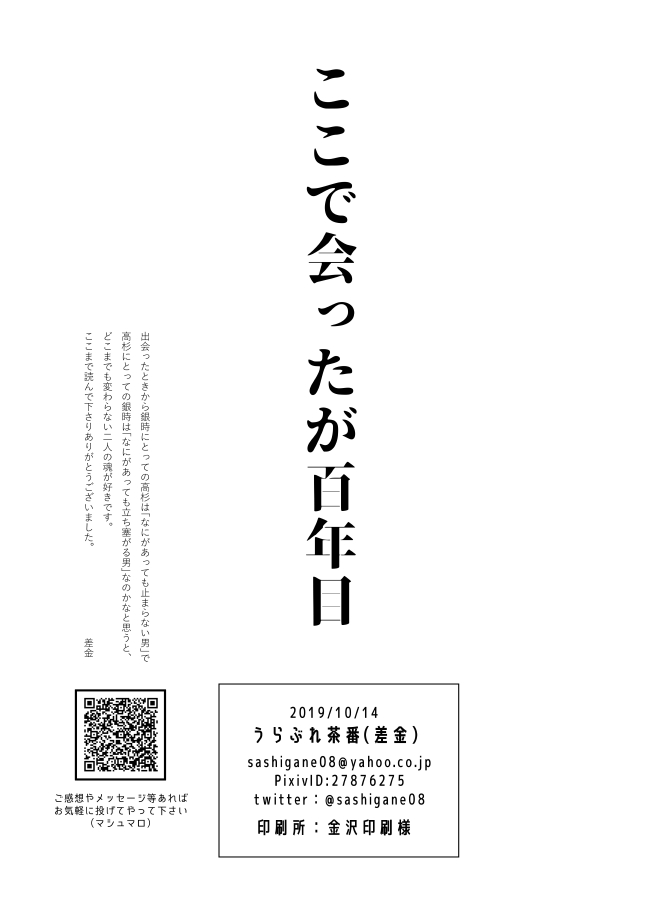 ここで会ったが百年目
出会ったときから銀時にとっての高杉は「なにがあっても止まらない男」で
高杉にとっての銀時は「なにがあっても立ち塞がる男」なのかなと思うと、
どこまでも変わらない二人の魂が好きです。
ここまで読んで下さりありがとうございました。
差金
2019/10/14
うらぶれ茶番(差金)
sashigane08@yahoo.co.jp
PixivID:27876275
twitter：@sashigane08
印刷所：金沢印刷様
ご感想やメッセージ等あれば
お気軽に投げてやって下さい
（マシュマロ）